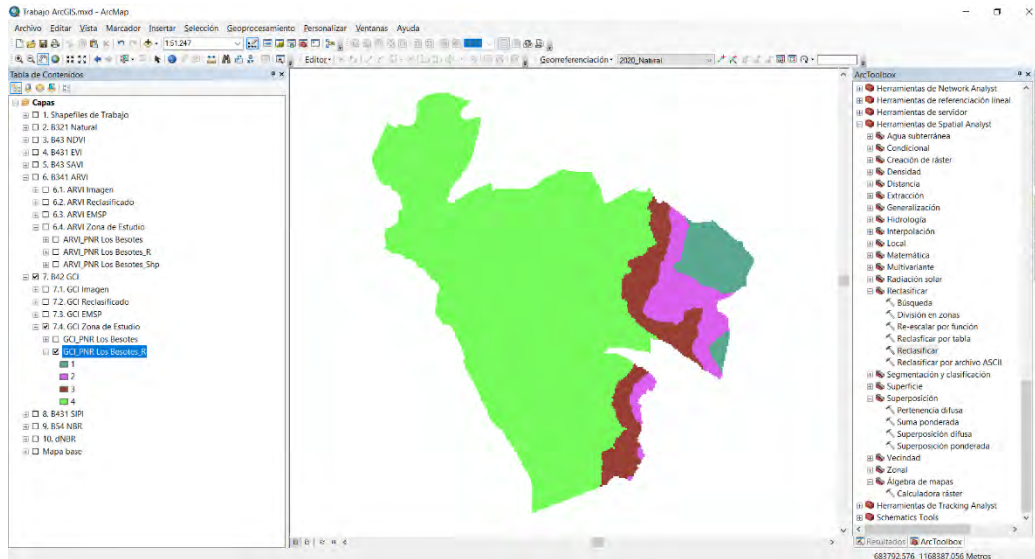 Trabajo ArcGIS.mxd - ArcMap
Archivo Editar Vista Marcador Insertar Selección Geoprocesamiento Personalizar Ventanas Ayuda
1:51.247
Editor Georreferenciación 2020_Natural
Tabla de Contenidos
Capas
1. Shapefiles de Trabajo
2. B321 Natural
3. B43 NDVI
4. B431 EVI
5. B43 SAVI
6. B341 ARVI
6.1. ARVI Imagen
6.2. ARVI Reclasificado
6.3. ARVI EMSP
6.4. ARVI Zona de Estudio
ARVI_PNR Los Besotes
ARVI_PNR Los Besotes_R
ARVI_PNR Los Besotes_Shp
7. B42 GCI
7.1. GCI Imagen
7.2. GCI Reclasificado
7.3. GCI EMSP
7.4. GCI Zona de Estudio
GCI_PNR Los Besotes
GCI_PNR Los Besotes_R
1
2
3
4
8. B431 SIPI
9. B54 NBR
10. dNBR
Mapa base
ArcToolbox
Herramientas de Network Analyst
Herramientas de referenciación lineal
Herramientas de servidor
Herramientas de Spatial Analyst
Agua subterránea
Condicional
Creación de ráster
Densidad
Distancia
Extracción
Generalización
Hidrología
Interpolación
Local
Matemática
Multivariante
Radiación solar
Reclasificar
Búsqueda
División en zonas
Re-escalar por función
Reclasificar por tabla
Reclasificar
Reclasificar por archivo ASCII
Segmentación y clasificación
Superficie
Superposición
Pertenencia difusa
Suma ponderada
Superposición difusa
Superposición ponderada
Vecindad
Zonal
Álgebra de mapas
Calculadora ráster
Herramientas de Tracking Analyst
Schematics Tools
Resultados ArcToolbox
683792,576 1168387,056 Metros